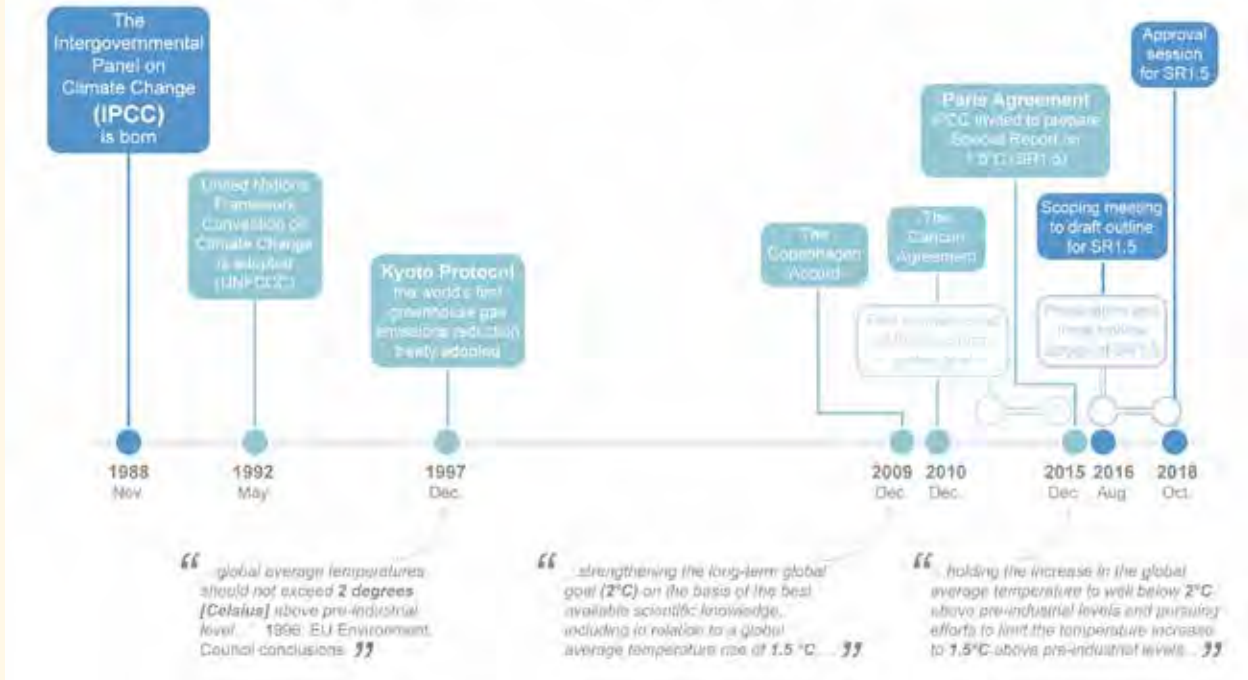 The
Intergovernmental
Panel on
Climate Change
(IPCC)
is born
United Nations
Framework
Convention on
Climate Change
is adopted
(UNFCCC)
Kyoto Protocol
the world's first
greenhouse gas
emissions reduction
treaty adopted
The
Copenhagen
Accord
The
Cancun
Agreement
Paris Agreement
IPCC invited to prepare
Special Report on
1.5°C (SR1.5)
Scoping meeting
to draft outline
for SR1.5
Approval
session
for SR1.5
of SR1.5
1988
Nov.
1992
May
1997
Dec.
2009
Dec.
2010
Dec.
2015
Dec.
2016
Aug
2018
Oct.
“ ...global average temperatures
should not exceed 2 degrees
[Celsius] above pre-industrial
level... 1996: EU Environment
Council conclusions ”
“ ...strengthening the long-term global
goal (2°C) on the basis of the best
available scientific knowledge,
including in relation to a global
average temperature rise of 1.5 °C... ”
“ ...holding the increase in the global
average temperature to well below 2°C
above pre-industrial levels and pursuing
efforts to limit the temperature increase
to 1.5°C above pre-industrial levels... ”